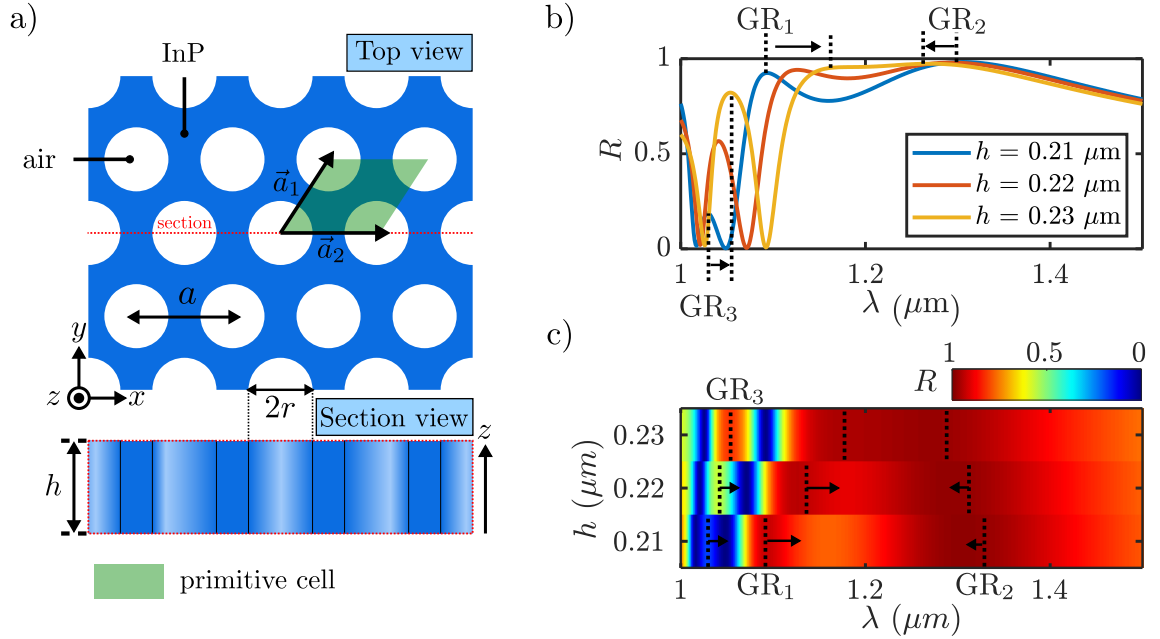 a)
InP
Top view
air
a⃗₁
section
a⃗₂
a
y
z
x
2r
Section view
z
h
primitive cell
b)
GR₁
GR₂
1
R
0.5
0
h = 0.21 μm
h = 0.22 μm
h = 0.23 μm
1
1.2
1.4
GR₃
λ (μm)
c)
1
0.5
0
R
GR₃
0.23
0.22
0.21
h (μm)
GR₁
GR₂
1
1.2
1.4
λ (μm)